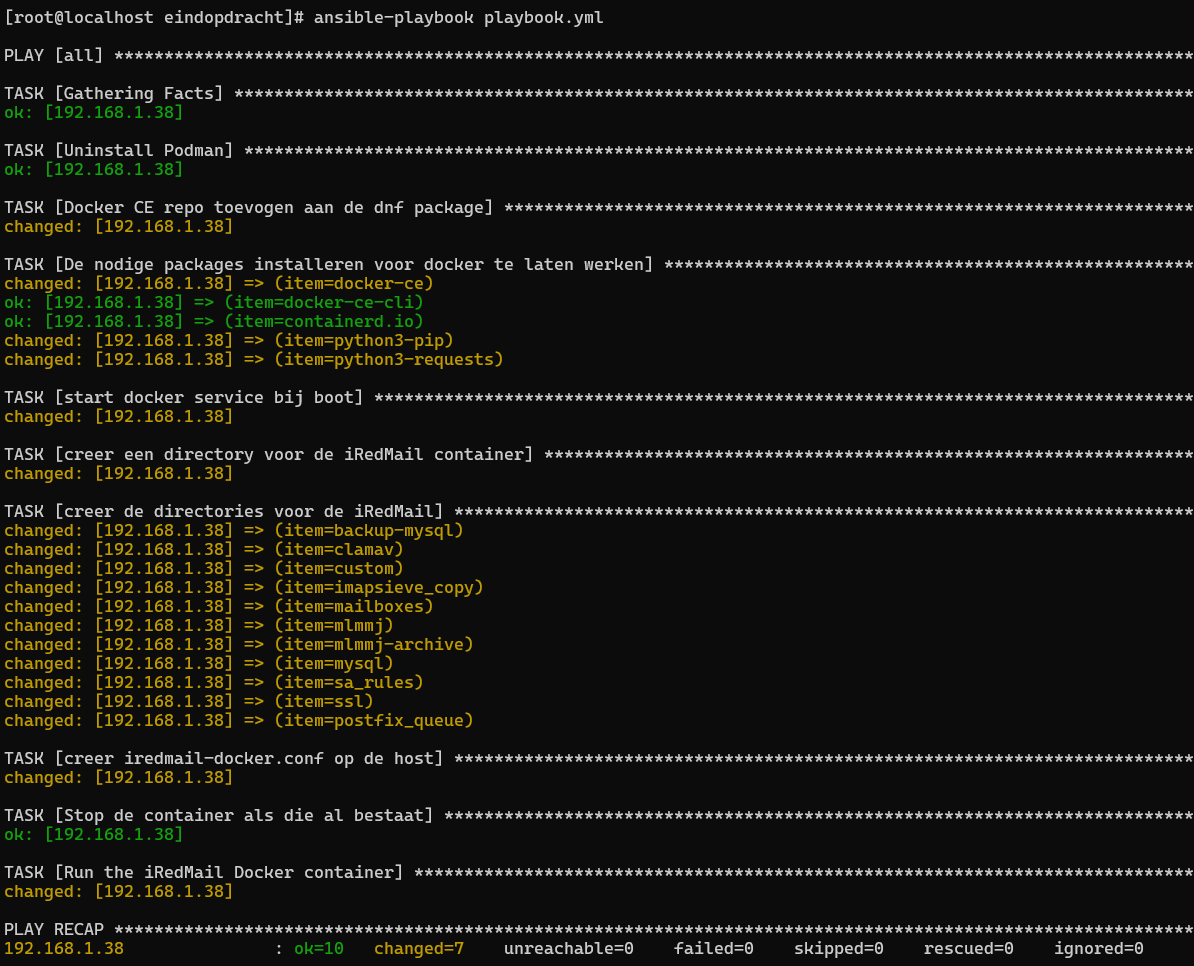 [root@localhost eindopdracht]# ansible-playbook playbook.yml
PLAY [all] ************************************************************************************************************
TASK [Gathering Facts] ************************************************************************************************
ok: [192.168.1.38]
TASK [Uninstall Podman] ***********************************************************************************************
ok: [192.168.1.38]
TASK [Docker CE repo toevogen aan de dnf package] *********************************************************************
changed: [192.168.1.38]
TASK [De nodige packages installeren voor docker te laten werken] *****************************************************
changed: [192.168.1.38] => (item=docker-ce)
ok: [192.168.1.38] => (item=docker-ce-cli)
ok: [192.168.1.38] => (item=containerd.io)
changed: [192.168.1.38] => (item=python3-pip)
changed: [192.168.1.38] => (item=python3-requests)
TASK [start docker service bij boot] **********************************************************************************
changed: [192.168.1.38]
TASK [creer een directory voor de iRedMail container] *****************************************************************
changed: [192.168.1.38]
TASK [creer de directories voor de iRedMail] **************************************************************************
changed: [192.168.1.38] => (item=backup-mysql)
changed: [192.168.1.38] => (item=clamav)
changed: [192.168.1.38] => (item=custom)
changed: [192.168.1.38] => (item=imapsieve_copy)
changed: [192.168.1.38] => (item=mailboxes)
changed: [192.168.1.38] => (item=mlmmj)
changed: [192.168.1.38] => (item=mlmmj-archive)
changed: [192.168.1.38] => (item=mysql)
changed: [192.168.1.38] => (item=sa_rules)
changed: [192.168.1.38] => (item=ssl)
changed: [192.168.1.38] => (item=postfix_queue)
TASK [creer iredmail-docker.conf op de host] **************************************************************************
changed: [192.168.1.38]
TASK [Stop de container als die al bestaat] ***************************************************************************
ok: [192.168.1.38]
TASK [Run the iRedMail Docker container] ******************************************************************************
changed: [192.168.1.38]
PLAY RECAP ************************************************************************************************************
192.168.1.38               : ok=10   changed=7    unreachable=0    failed=0    skipped=0    rescued=0    ignored=0